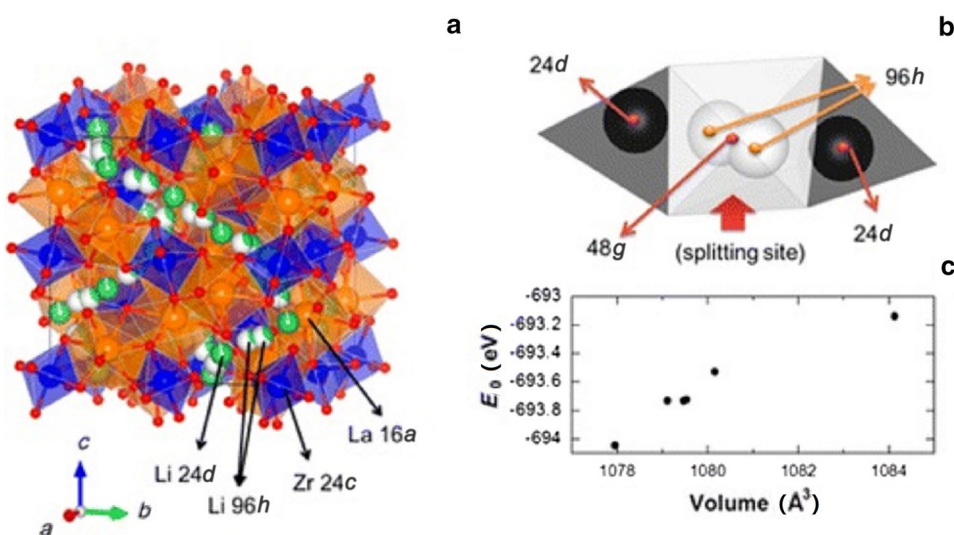 a
Li 24d
Li 96h
Zr 24c
La 16a
c
b
a
b
24d
96h
48g
(splitting site)
24d
c
-693
-693.2
-693.4
-693.6
-693.8
-694
E₀ (eV)
1078
1080
1082
1084
Volume (Å³)